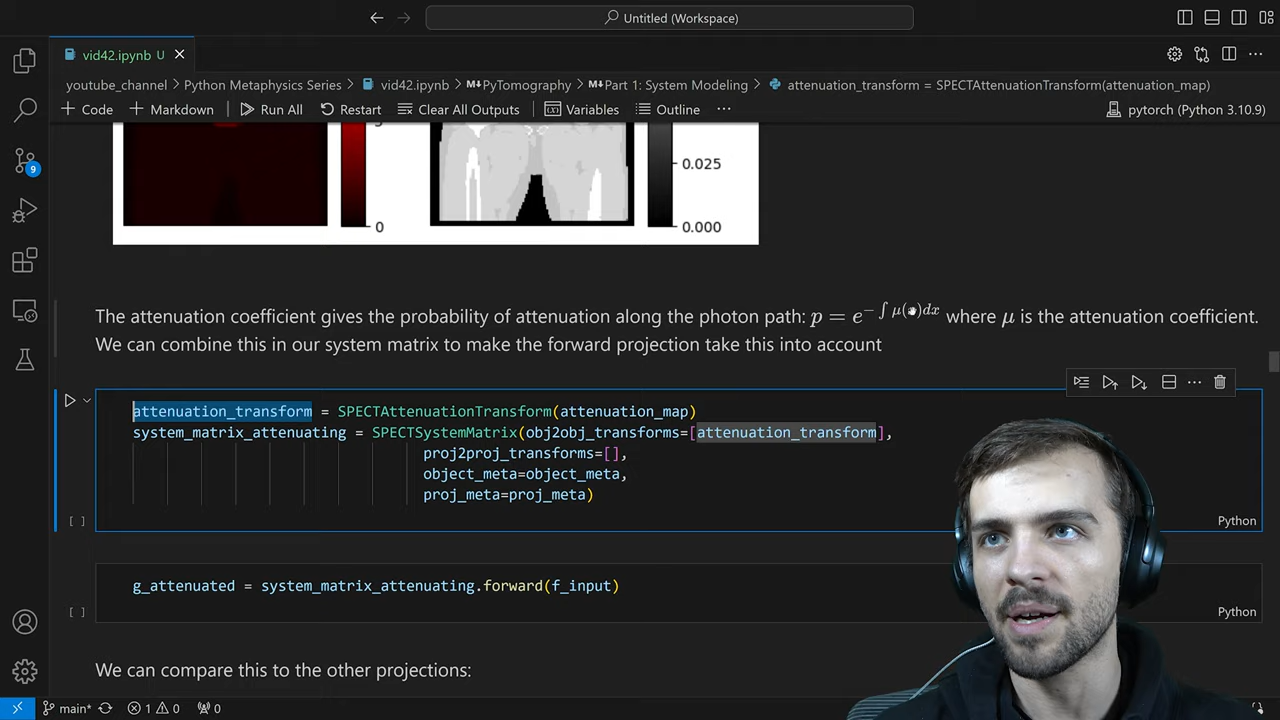 Untitled (Workspace)
vid42.ipynb U
youtube_channel > Python Metaphysics Series > vid42.ipynb > M↓PyTomography > M↓Part 1: System Modeling > attenuation_transform = SPECTAttenuationTransform(attenuation_map)
+ Code + Markdown Run All Restart Clear All Outputs Variables Outline ... pytorch (Python 3.10.9)
0.025
0
0.000
The attenuation coefficient gives the probability of attenuation along the photon path: p = e^{-∫μ(x)dx} where μ is the attenuation coefficient.
We can combine this in our system matrix to make the forward projection take this into account
attenuation_transform = SPECTAttenuationTransform(attenuation_map)
system_matrix_attenuating = SPECTSystemMatrix(obj2obj_transforms=[attenuation_transform],
proj2proj_transforms=[],
object_meta=object_meta,
proj_meta=proj_meta)
[ ] Python
g_attenuated = system_matrix_attenuating.forward(f_input)
[ ] Python
We can compare this to the other projections:
9
main* 1 0 0